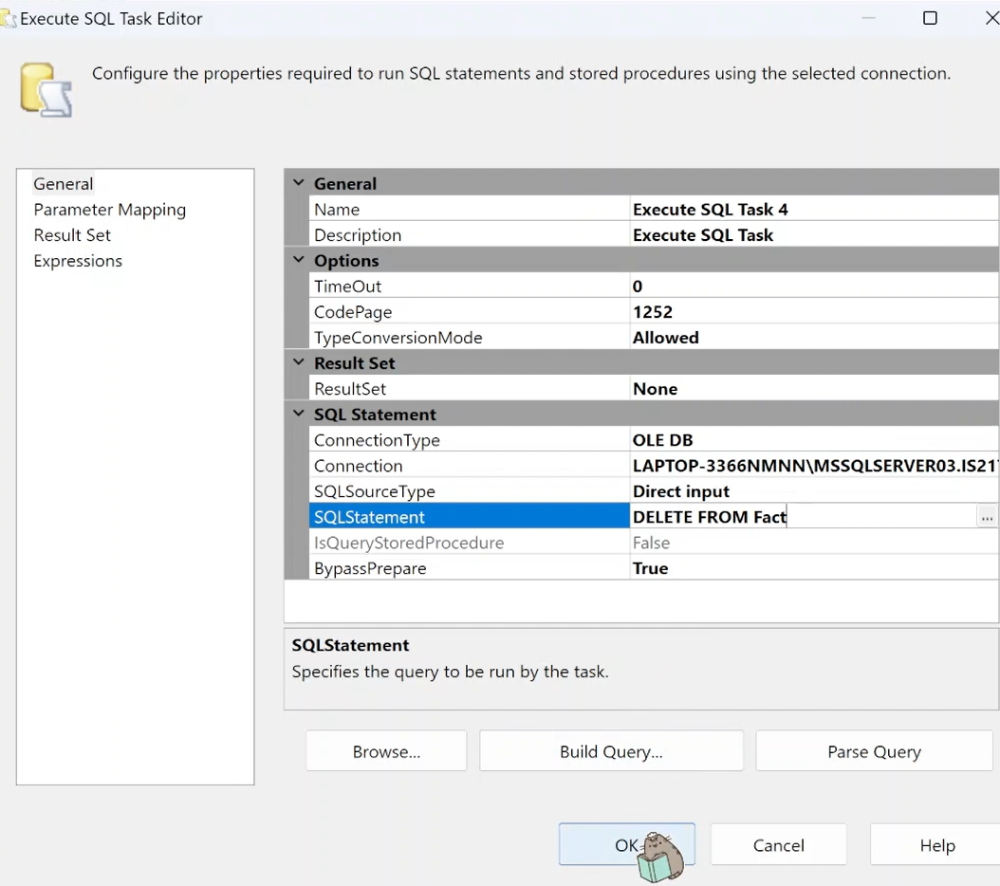 Execute SQL Task Editor
Configure the properties required to run SQL statements and stored procedures using the selected connection.
General
Parameter Mapping
Result Set
Expressions
General
Name Execute SQL Task 4
Description Execute SQL Task
Options
TimeOut 0
CodePage 1252
TypeConversionMode Allowed
Result Set
ResultSet None
SQL Statement
ConnectionType OLE DB
Connection LAPTOP-3366NMNN\MSSQLSERVER03.IS217
SQLSourceType Direct input
SQLStatement DELETE FROM Fact ...
IsQueryStoredProcedure False
BypassPrepare True
SQLStatement
Specifies the query to be run by the task.
Browse... Build Query... Parse Query
OK Cancel Help